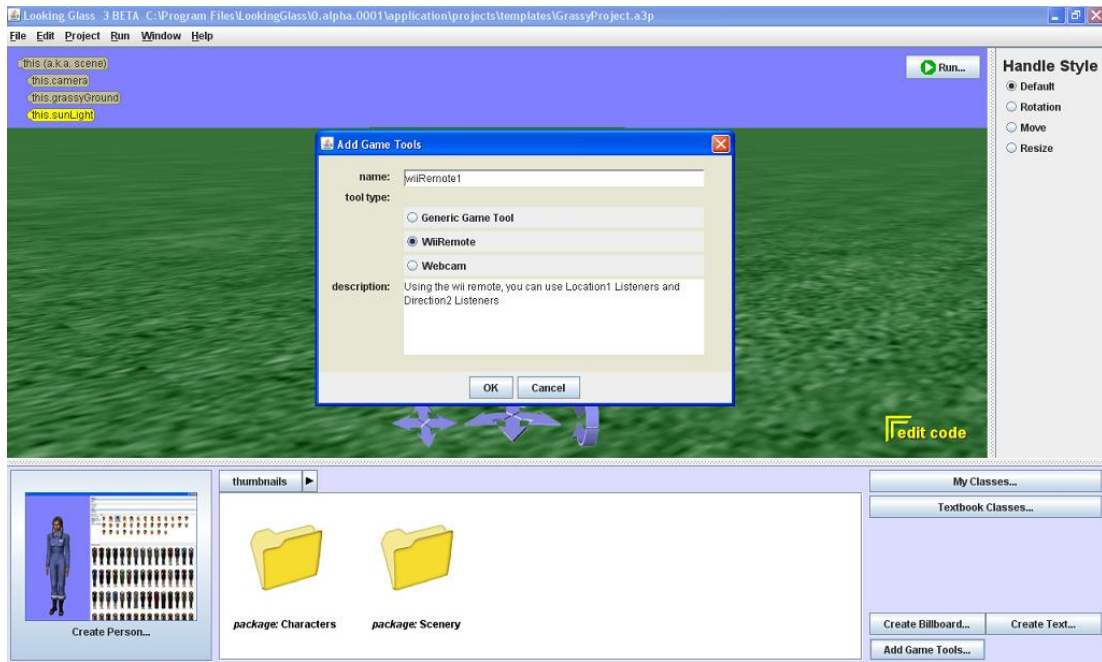 Looking Glass 3 BETA C:\Program Files\LookingGlass\0.alpha.0001\application\projects\templates\GrassyProject.a3p
File Edit Project Run Window Help
this (a.k.a. scene)
this.camera
this.grassyGround
this.sunLight
Run...
Handle Style
Default
Rotation
Move
Resize
Add Game Tools
name: wiiRemote1
tool type:
Generic Game Tool
WiiRemote
Webcam
description: Using the wii remote, you can use Location1 Listeners and
Direction2 Listeners
OK Cancel
edit code
thumbnails
package: Characters package: Scenery
Create Person...
My Classes...
Textbook Classes...
Create Billboard... Create Text...
Add Game Tools...